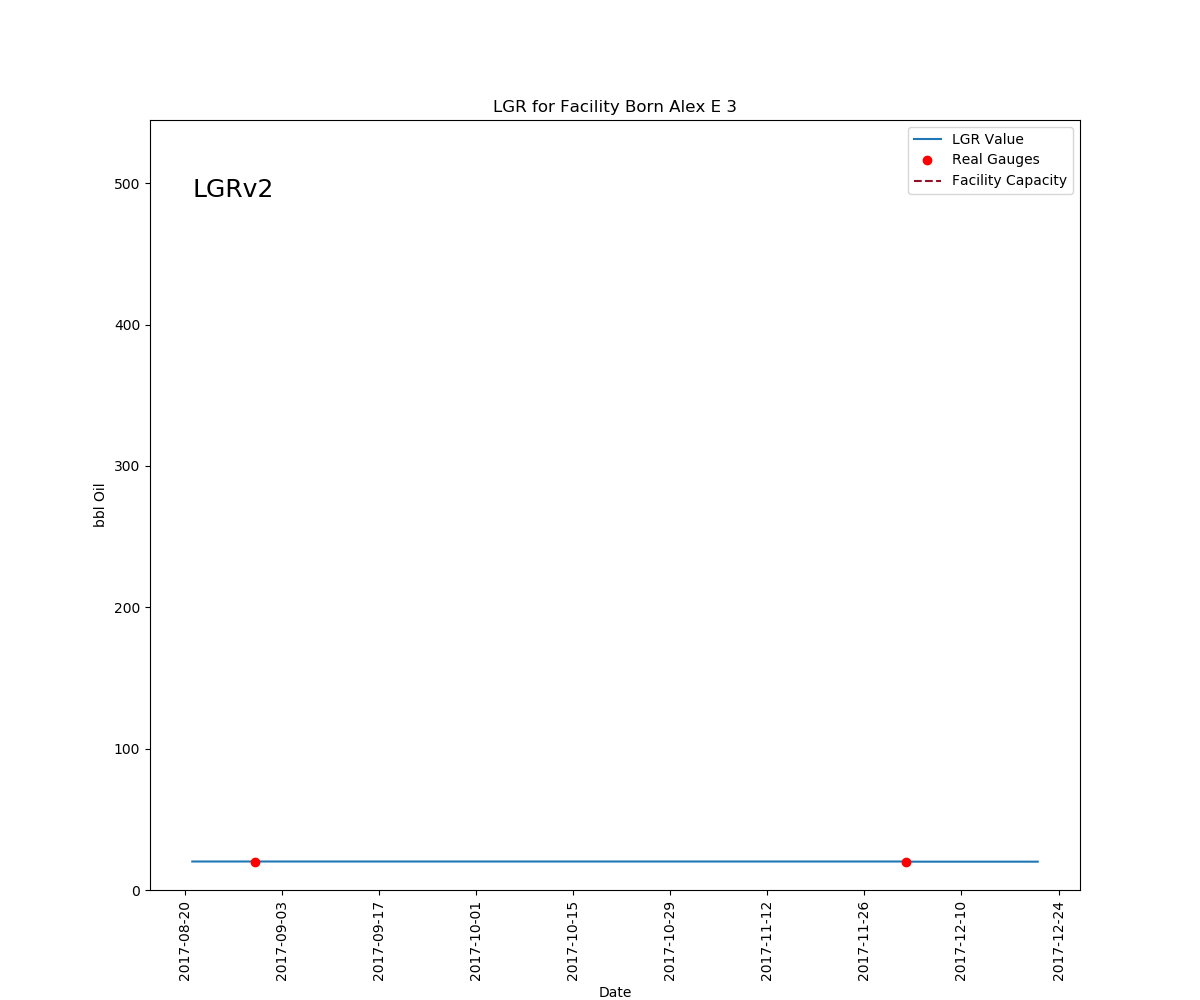 LGR for Facility Born Alex E 3
LGRv2
LGR Value
Real Gauges
Facility Capacity
bbl Oil
500
400
300
200
100
0
2017-08-20
2017-09-03
2017-09-17
2017-10-01
2017-10-15
2017-10-29
2017-11-12
2017-11-26
2017-12-10
2017-12-24
Date